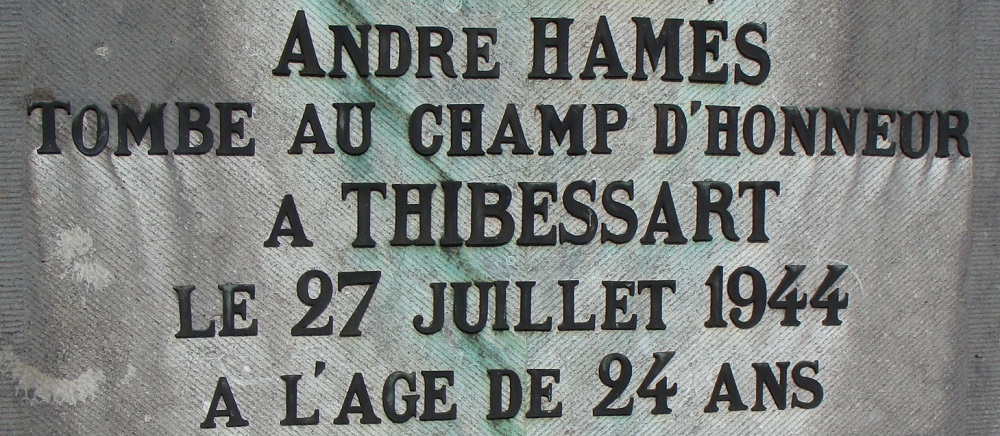 ANDRE HAMES
TOMBE AU CHAMP D'HONNEUR
A THIBESSART
LE 27 JUILLET 1944
A L'AGE DE 24 ANS